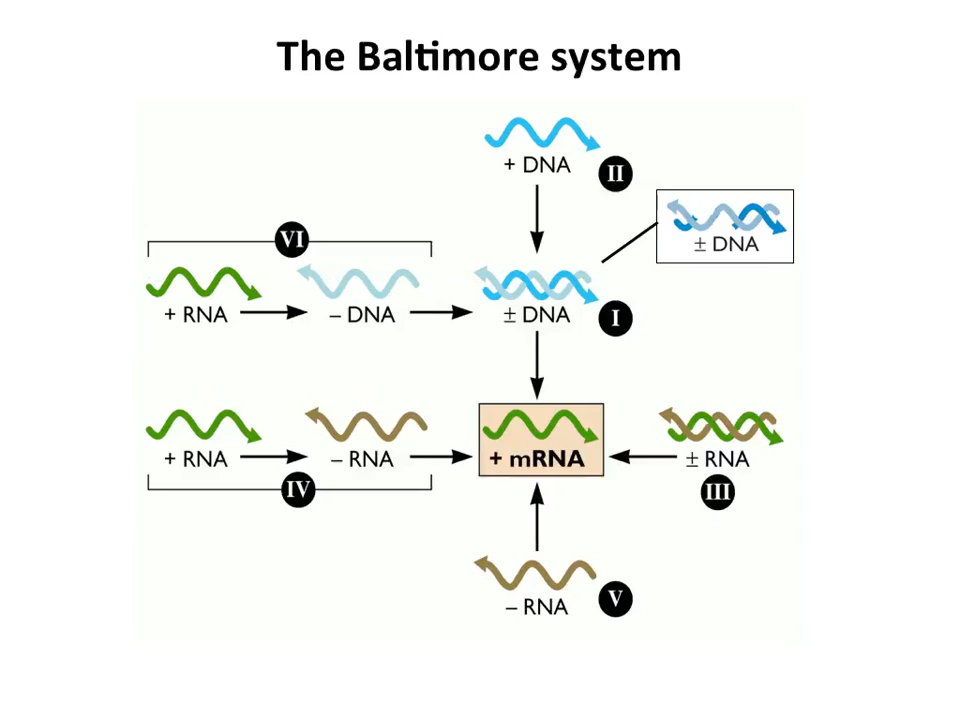 The Baltimore system
+ DNA
II
± DNA
VI
+ RNA
– DNA
± DNA
I
+ RNA
– RNA
+ mRNA
± RNA
IV
III
– RNA
V